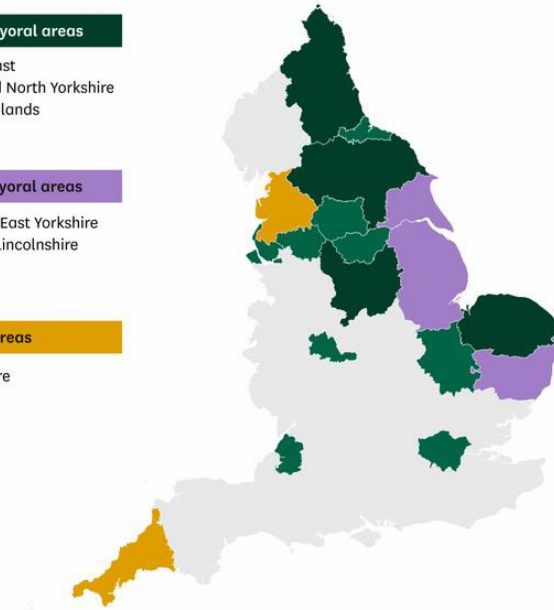 yoral areas
ast
l North Yorkshire
lands
yoral areas
East Yorkshire
incolnshire
reas
re